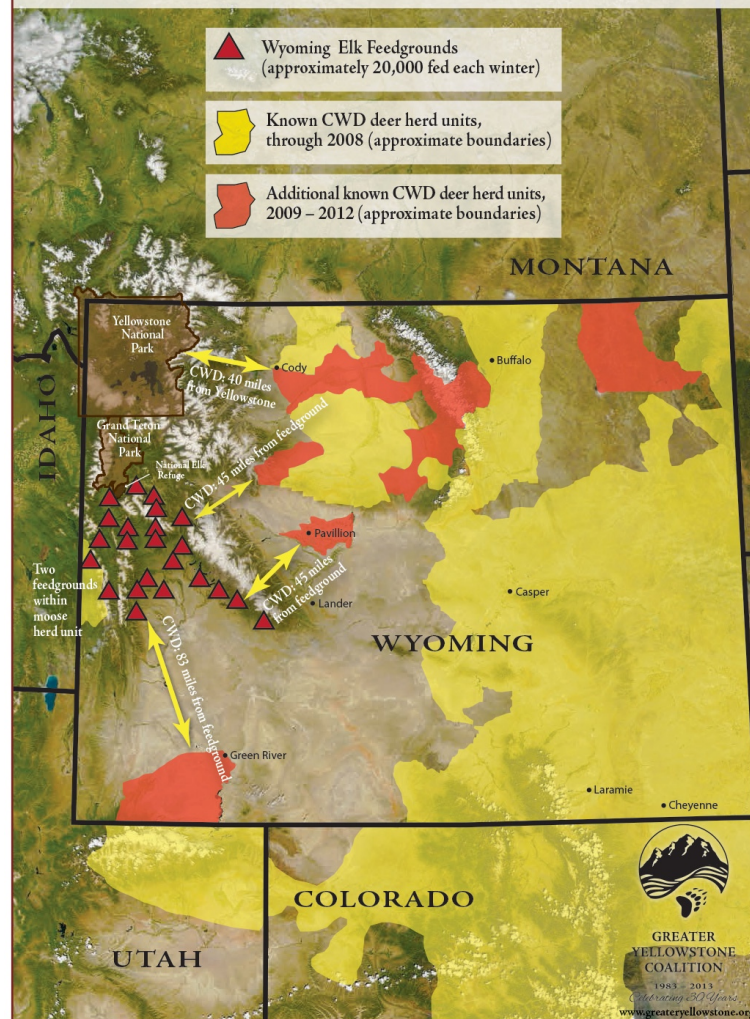 Wyoming Elk Feedgrounds
(approximately 20,000 fed each winter)
Known CWD deer herd units,
through 2008 (approximate boundaries)
Additional known CWD deer herd units,
2009 – 2012 (approximate boundaries)
MONTANA
Yellowstone
National
Park
Cody
Buffalo
CWD: 40 miles
from Yellowstone
IDAHO
Grand Teton
National
Park
National Elk
Refuge
CWD: 45 miles from feedground
Pavillion
CWD: 45 miles
from feedground
Two
feedgrounds
within
moose
herd unit
Lander
Casper
WYOMING
CWD: 83 miles from feedground
Green River
Laramie
Cheyenne
COLORADO
UTAH
GREATER
YELLOWSTONE
COALITION
1983 – 2013
Celebrating 30 Years
www.greateryellowstone.or